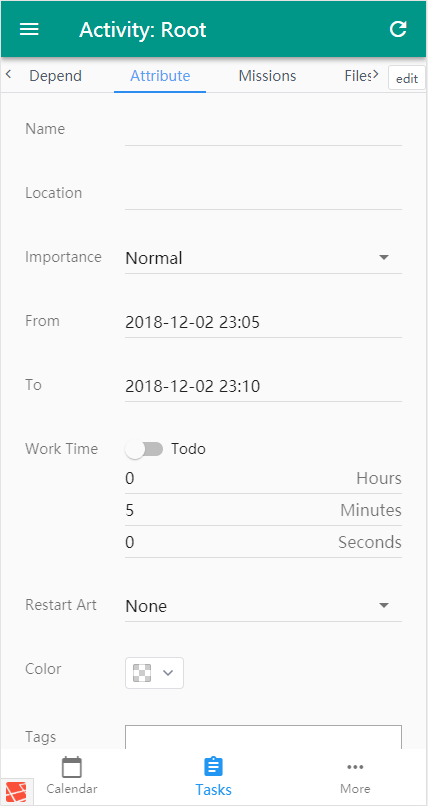 Activity: Root
Depend Attribute Missions Files edit
Name
Location
Importance Normal
From 2018-12-02 23:05
To 2018-12-02 23:10
Work Time Todo
0 Hours
5 Minutes
0 Seconds
Restart Art None
Color
Tags
Calendar Tasks More